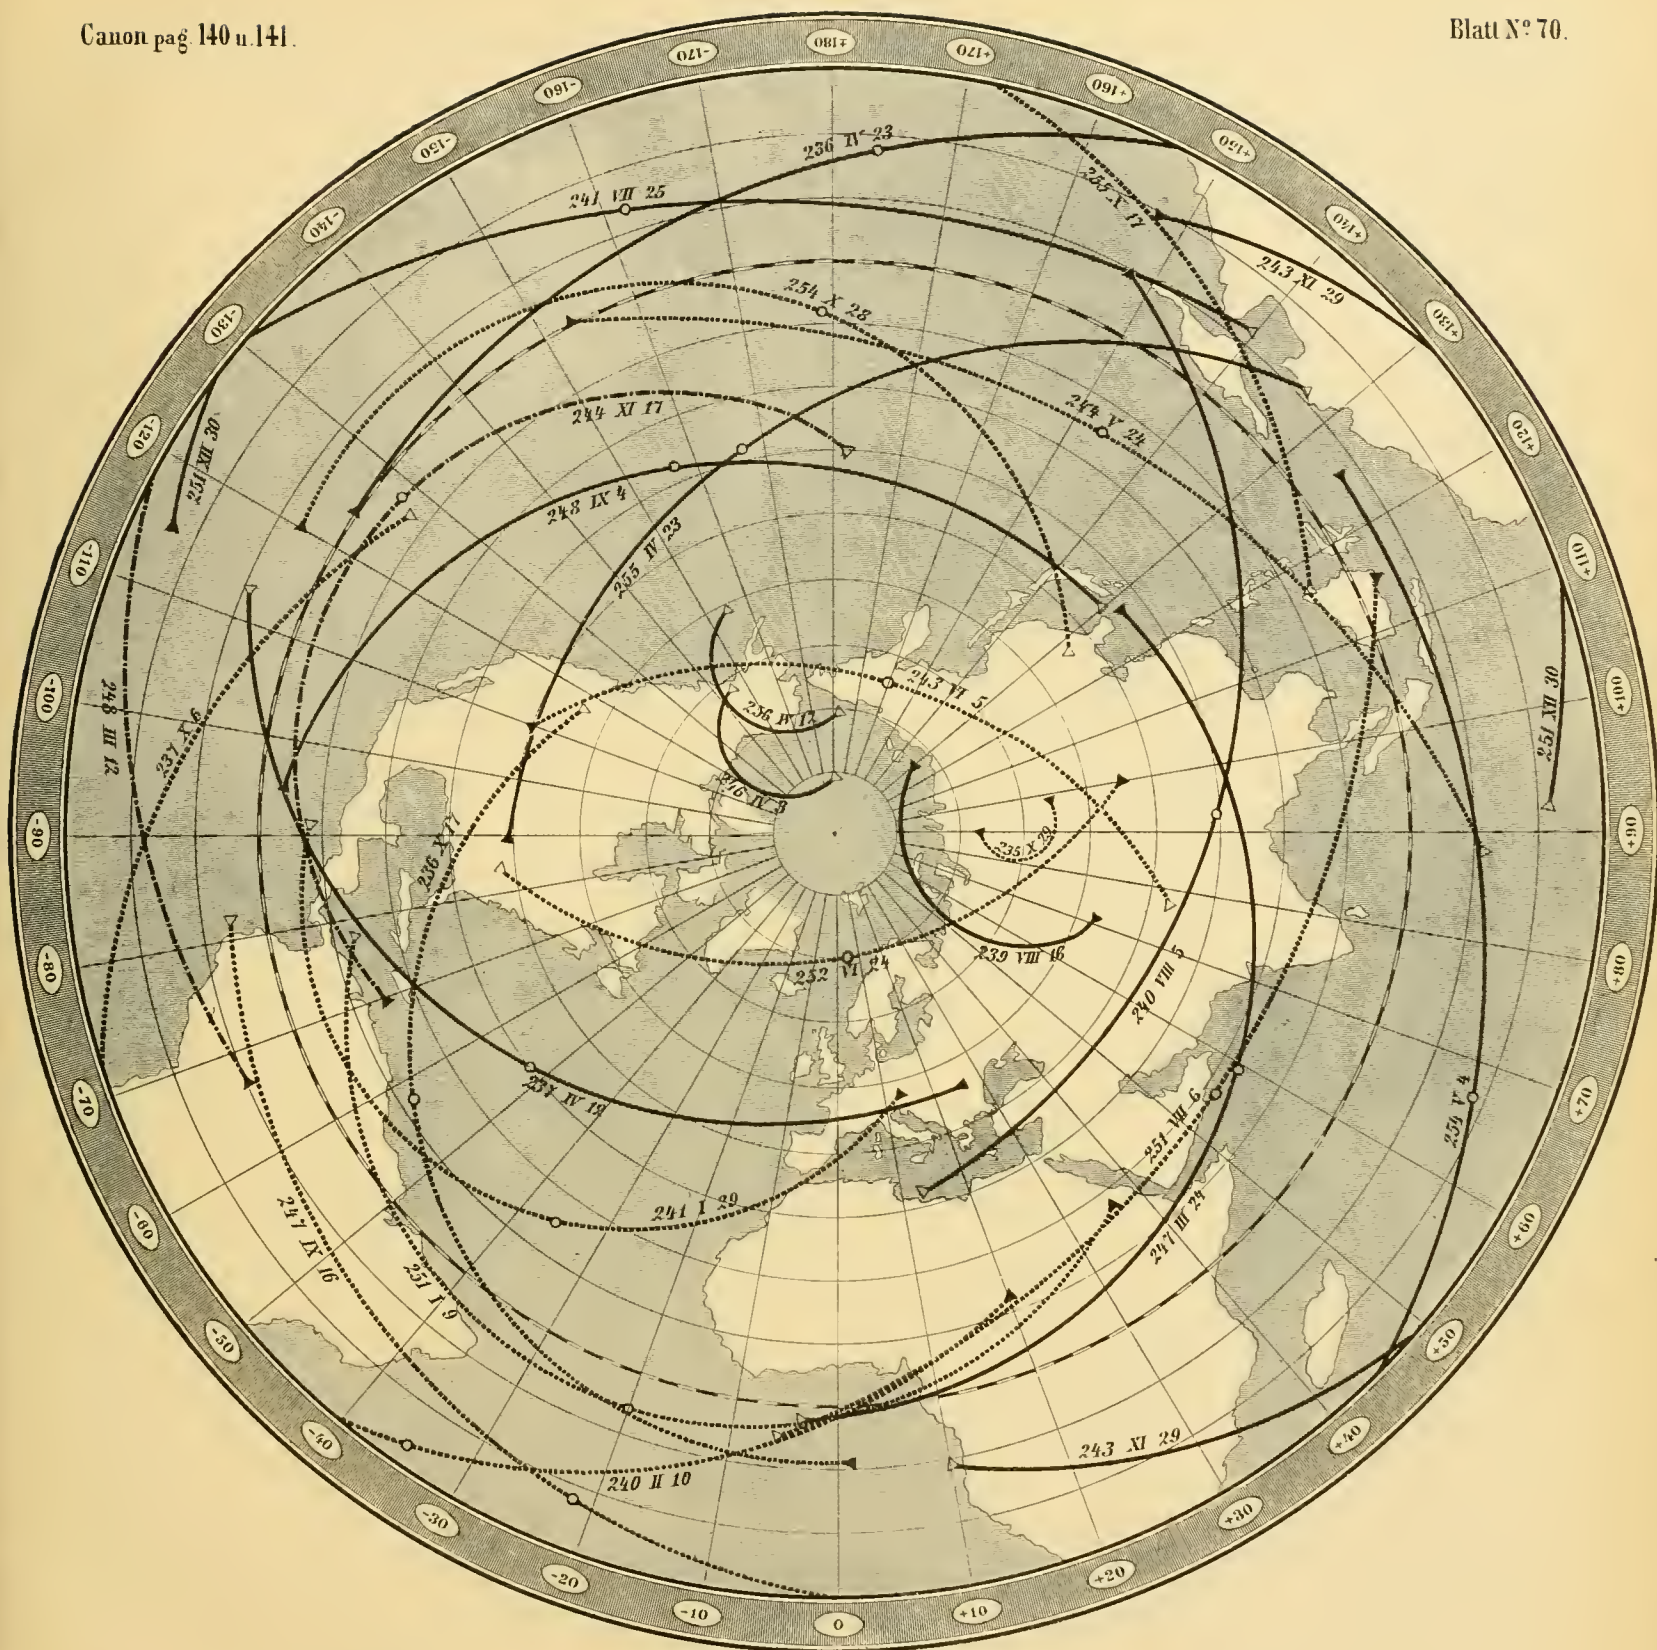 Canon pag. 140 u. 141.
Blatt Nº 70.
±180
+170
+160
+150
+140
+130
+120
+110
+100
+90
+80
+70
+60
+50
+40
+30
+20
+10
0
-10
-20
-30
-40
-50
-60
-70
-80
-90
-100
-110
-120
-130
-140
-150
-160
-170
236 IV 23
241 VII 25
255 X 17
243 XI 29
254 X 28
244 V 24
244 XI 17
251 XII 30
248 IX 4
255 IV 23
243 VI 5
236 IV 12
246 IV 3
248 III 12
237 X 6
236 X 17
235 X 29
251 XII 30
252 VI 24
239 VIII 16
240 VIII 5
237 IV 12
251 VIII 6
254 V 4
241 I 29
247 III 24
247 IX 16
251 I 9
243 XI 29
240 II 10